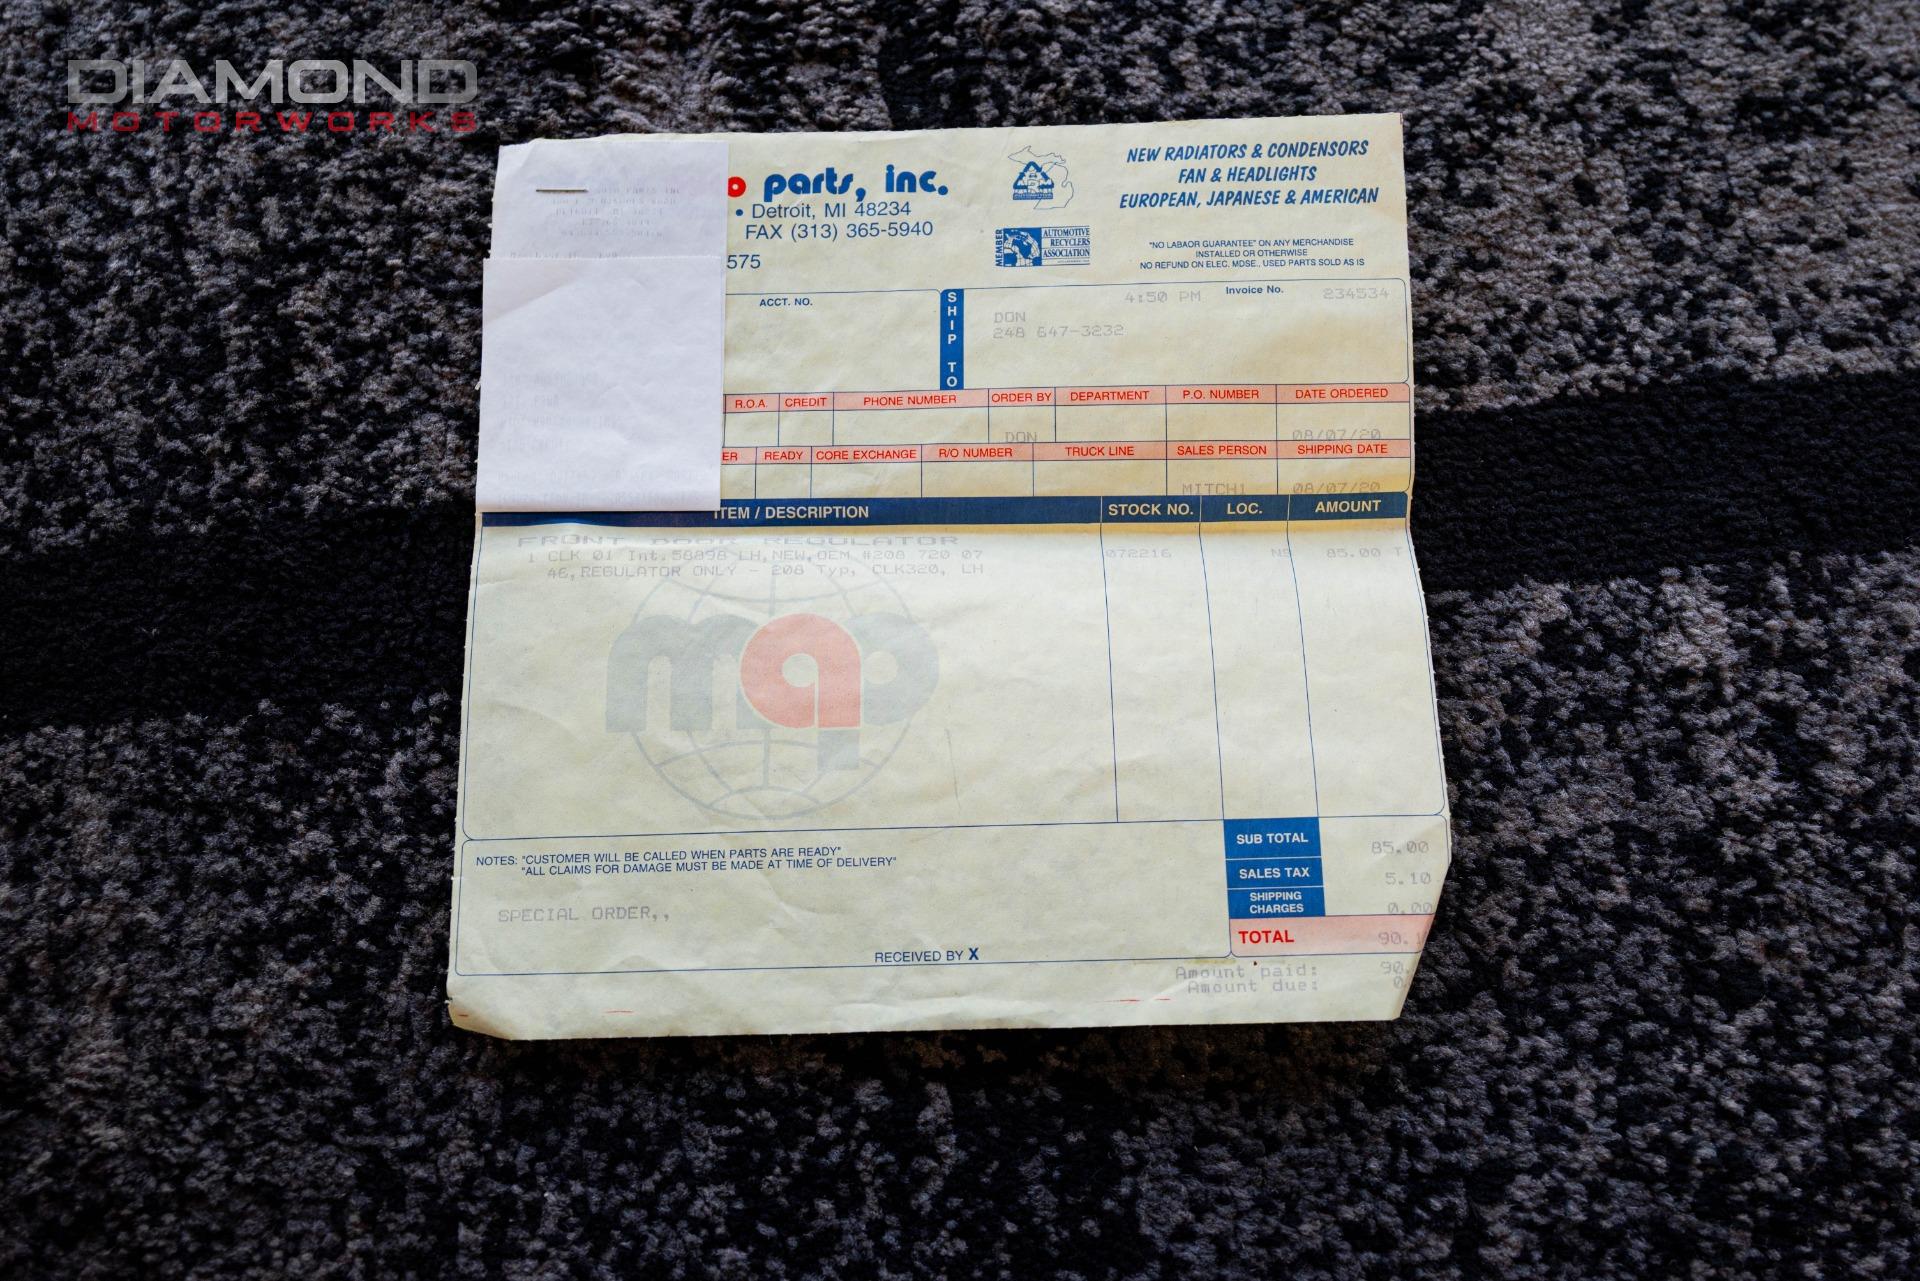 DIAMOND
MOTORWORKS
o parts, inc.
• Detroit, MI 48234
FAX (313) 365-5940
575
NEW RADIATORS & CONDENSORS
FAN & HEADLIGHTS
EUROPEAN, JAPANESE & AMERICAN
MEMBER
AUTOMOTIVE
RECYCLERS
ASSOCIATION
"NO LABAOR GUARANTEE" ON ANY MERCHANDISE
INSTALLED OR OTHERWISE
NO REFUND ON ELEC. MDSE., USED PARTS SOLD AS IS
ACCT. NO.
SHIP TO
4:50 PM Invoice No. 234534
DON
248 647-3232
R.O.A. CREDIT PHONE NUMBER ORDER BY DEPARTMENT P.O. NUMBER DATE ORDERED
DON 08/07/20
ER READY CORE EXCHANGE R/O NUMBER TRUCK LINE SALES PERSON SHIPPING DATE
MITCH1 08/07/20
ITEM / DESCRIPTION STOCK NO. LOC. AMOUNT
FRONT DOOR REGULATOR
1 CLK 01 Int.58898 LH,NEW,OEM #208 720 07 072216 NS 85.00 T
46,REGULATOR ONLY - 208 Typ, CLK320, LH
map
NOTES: "CUSTOMER WILL BE CALLED WHEN PARTS ARE READY"
"ALL CLAIMS FOR DAMAGE MUST BE MADE AT TIME OF DELIVERY"
SPECIAL ORDER,,
RECEIVED BY X
SUB TOTAL 85.00
SALES TAX 5.10
SHIPPING
CHARGES 0.00
TOTAL 90.1
Amount paid: 90.
Amount due: 0